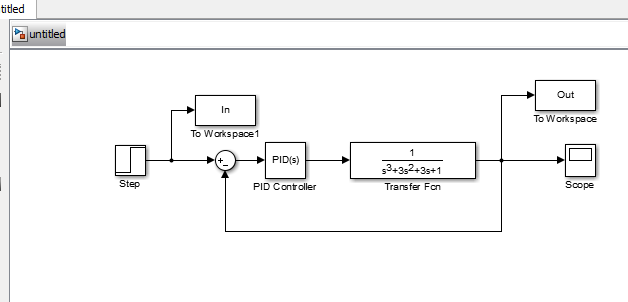 untitled
untitled
Out
To Workspace
In
To Workspace1
+
−
PID(s)
1
s3+3s2+3s+1
Step
PID Controller
Transfer Fcn
Scope